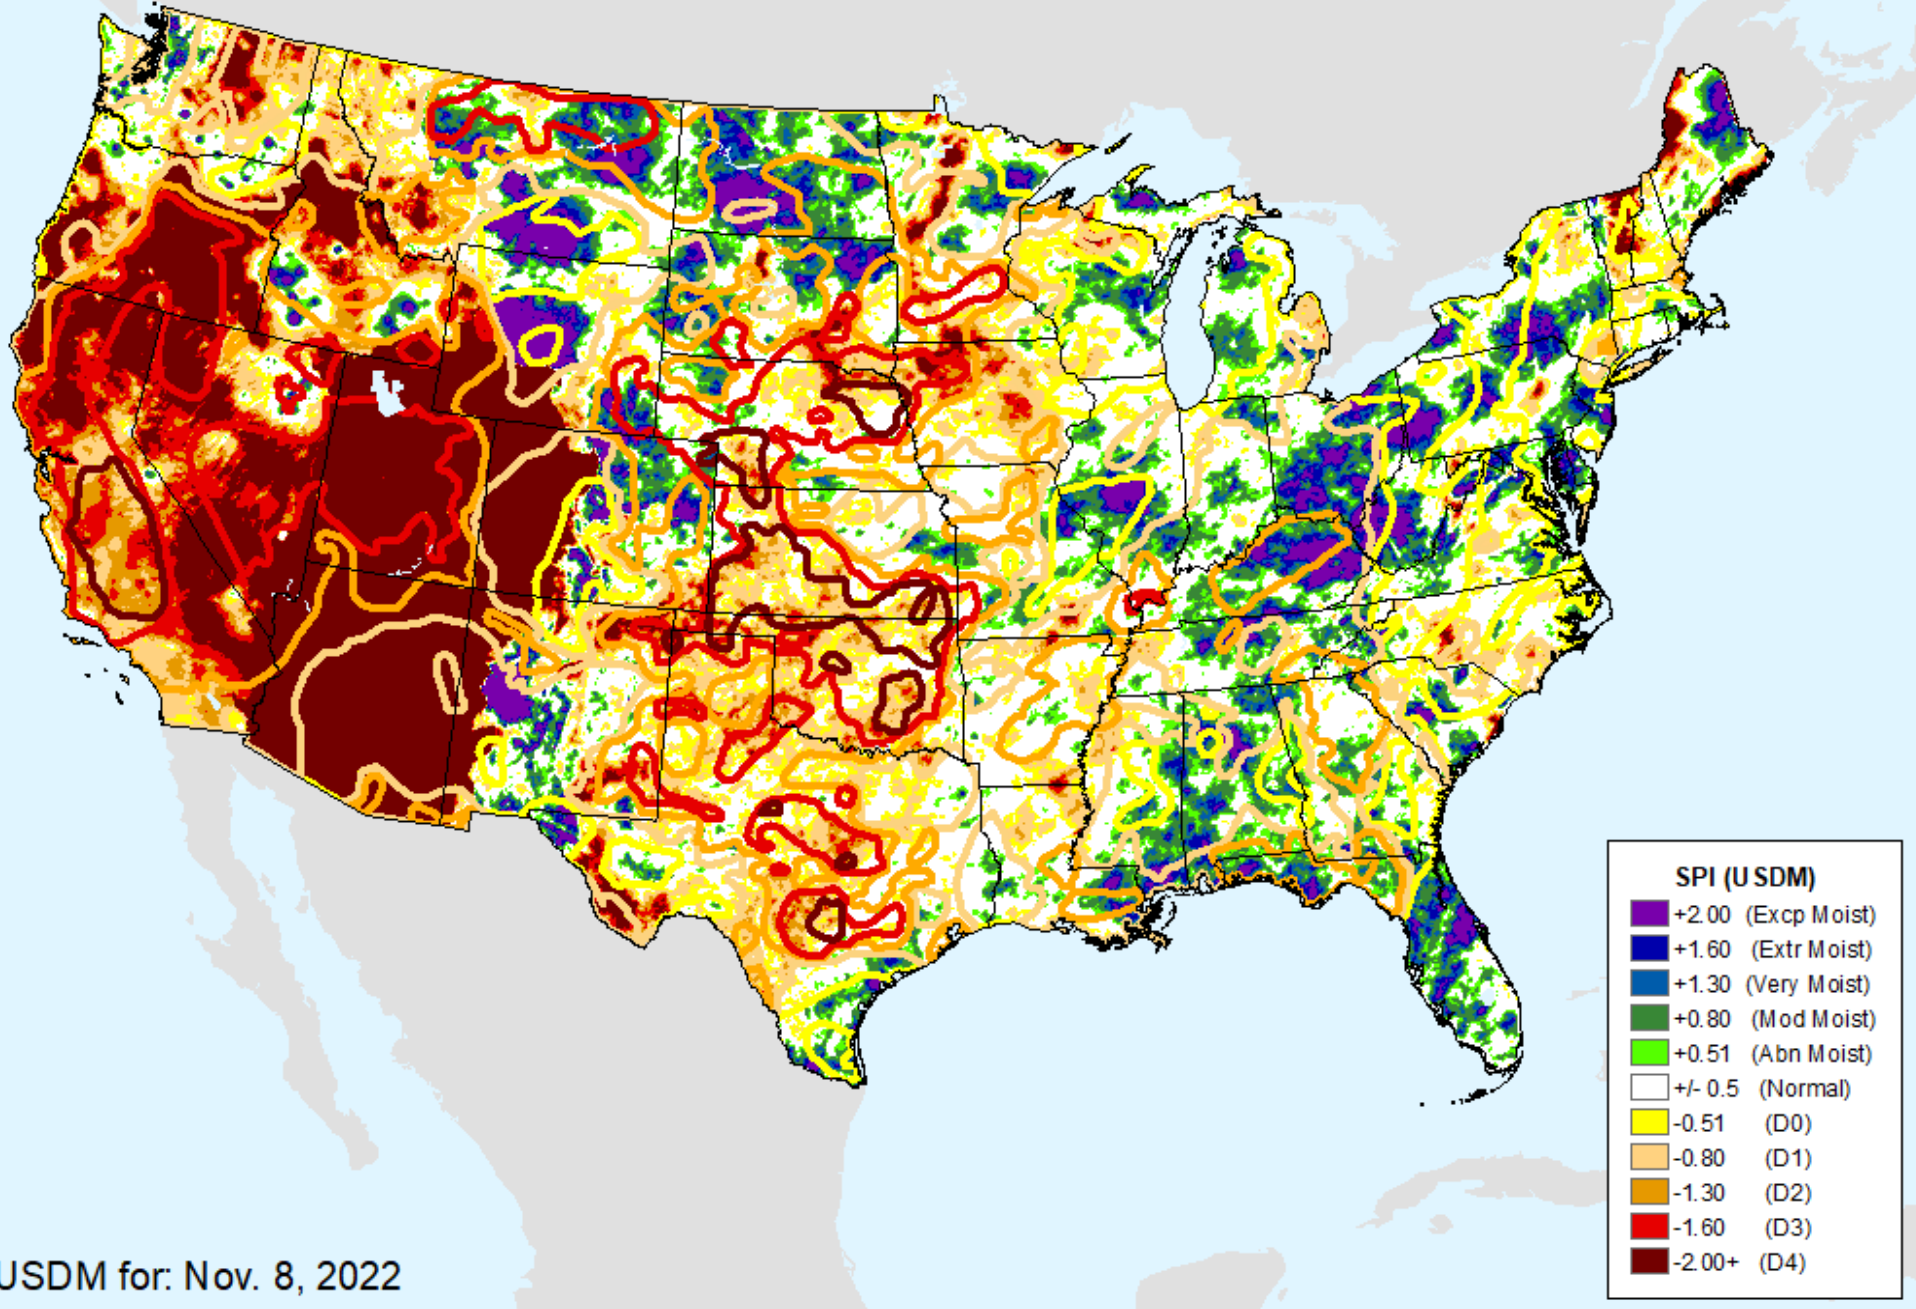 SPI (USDM)
+2.00 (Excp Moist)
+1.60 (Extr Moist)
+1.30 (Very Moist)
+0.80 (Mod Moist)
+0.51 (Abn Moist)
+/- 0.5 (Normal)
-0.51 (D0)
-0.80 (D1)
-1.30 (D2)
-1.60 (D3)
-2.00+ (D4)
USDM for: Nov. 8, 2022